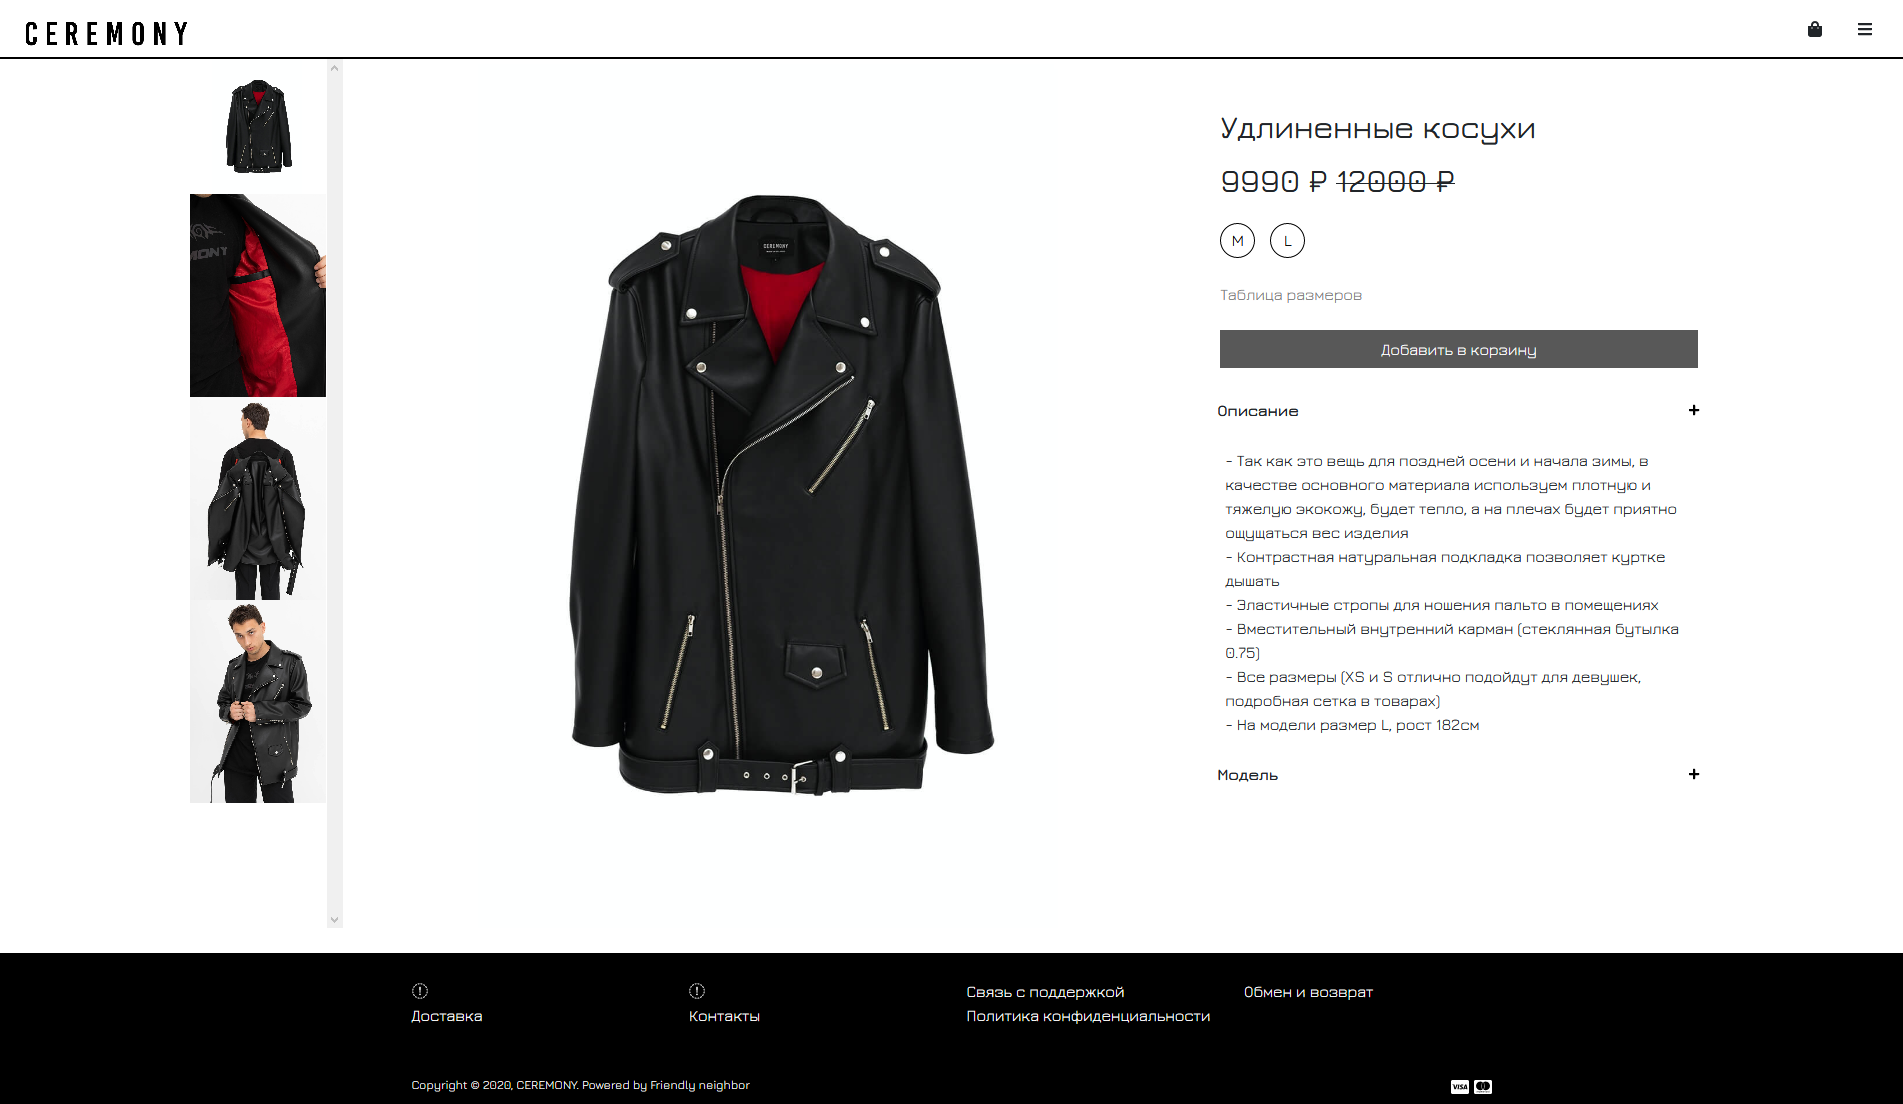 CEREMONY
MONY
CEREMONY
Удлиненные косухи
9990 ₽ 12000 ₽
M L
Таблица размеров
Добавить в корзину
Описание +
- Так как это вещь для поздней осени и начала зимы, в
качестве основного материала используем плотную и
тяжелую экокожу, будет тепло, а на плечах будет приятно
ощущаться вес изделия
- Контрастная натуральная подкладка позволяет куртке
дышать
- Эластичные стропы для ношения пальто в помещениях
- Вместительный внутренний карман (стеклянная бутылка
0.75)
- Все размеры (XS и S отлично подойдут для девушек,
подробная сетка в товарах)
- На модели размер L, рост 182см
Модель +
Доставка
Контакты
Связь с поддержкой
Политика конфиденциальности
Обмен и возврат
Copyright © 2020, CEREMONY. Powered by Friendly neighbor
VISA